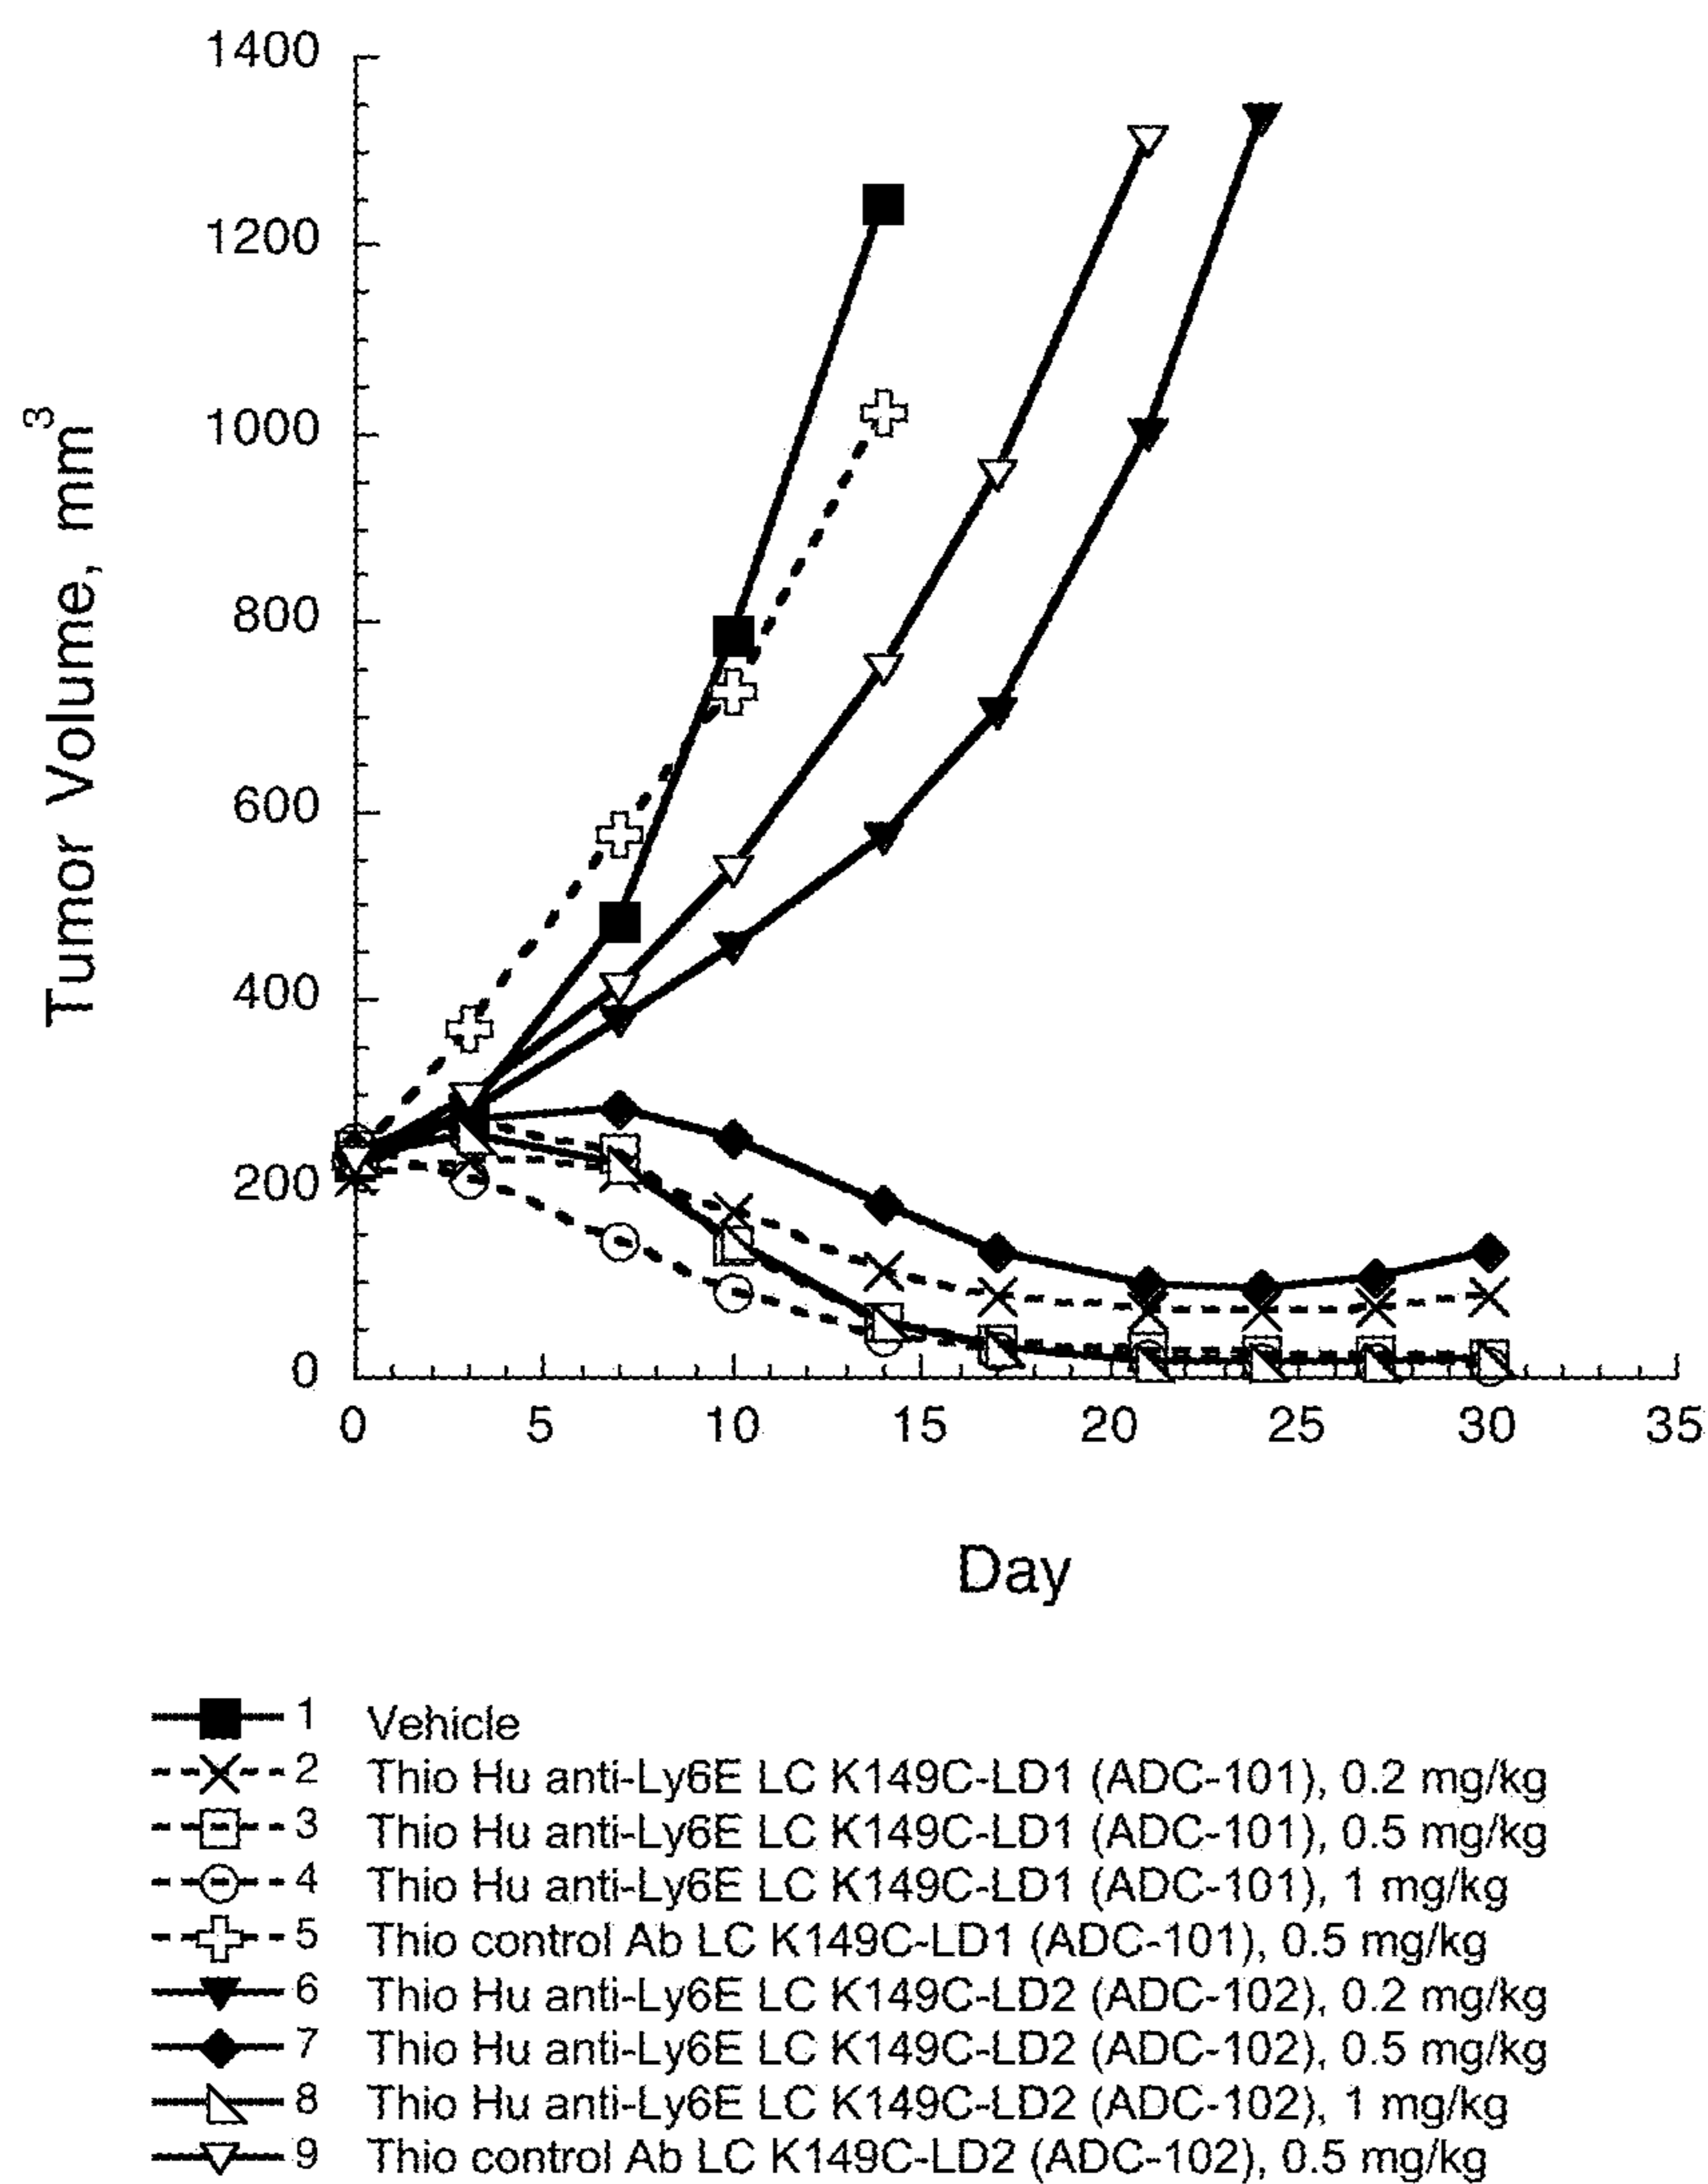 1400
1200
1000
800
600
400
200
0
Tumor Volume, mm³
0 5 10 15 20 25 30 35
Day
1 Vehicle
2 Thio Hu anti-Ly6E LC K149C-LD1 (ADC-101), 0.2 mg/kg
3 Thio Hu anti-Ly6E LC K149C-LD1 (ADC-101), 0.5 mg/kg
4 Thio Hu anti-Ly6E LC K149C-LD1 (ADC-101), 1 mg/kg
5 Thio control Ab LC K149C-LD1 (ADC-101), 0.5 mg/kg
6 Thio Hu anti-Ly6E LC K149C-LD2 (ADC-102), 0.2 mg/kg
7 Thio Hu anti-Ly6E LC K149C-LD2 (ADC-102), 0.5 mg/kg
8 Thio Hu anti-Ly6E LC K149C-LD2 (ADC-102), 1 mg/kg
9 Thio control Ab LC K149C-LD2 (ADC-102), 0.5 mg/kg